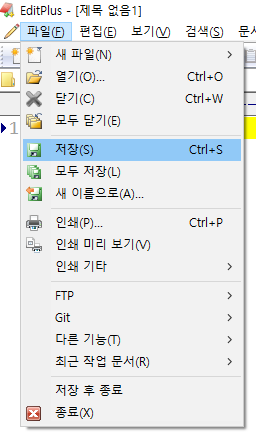 EditPlus - [제목 없음1]
파일(F) 편집(E) 보기(V) 검색(S) 문서
새 파일(N)
열기(O)... Ctrl+O
닫기(C) Ctrl+W
모두 닫기(E)
1
저장(S) Ctrl+S
모두 저장(L)
새 이름으로(A)...
인쇄(P)... Ctrl+P
인쇄 미리 보기(V)
인쇄 기타
FTP
Git
다른 기능(T)
최근 작업 문서(R)
저장 후 종료
종료(X)